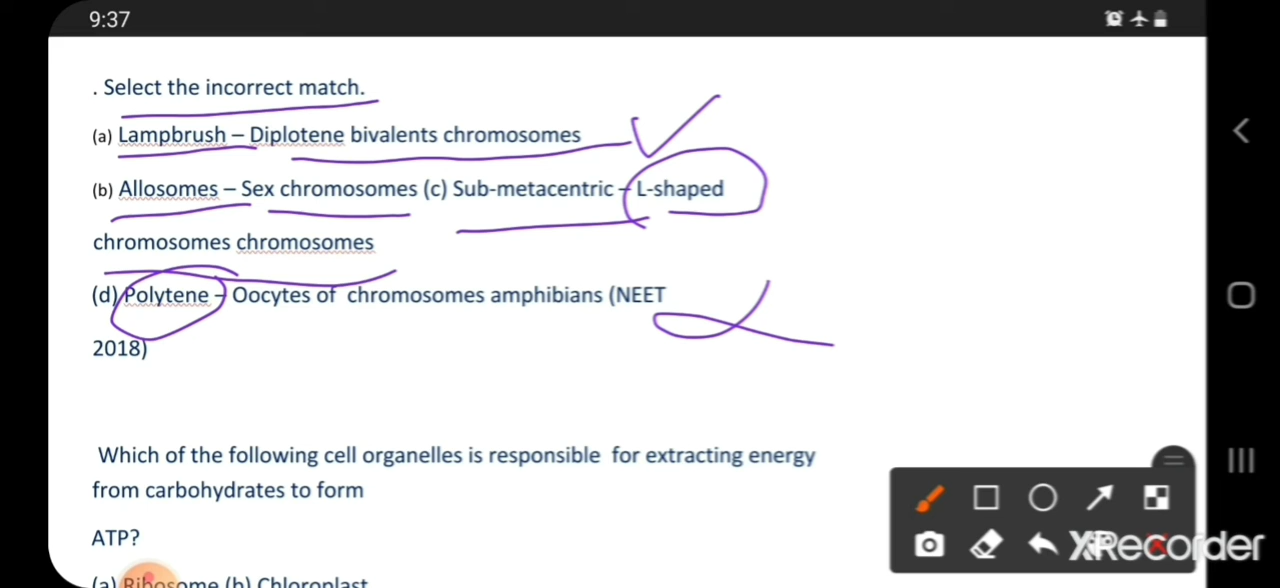 9:37
. Select the incorrect match.
(a) Lampbrush – Diplotene bivalents chromosomes
(b) Allosomes – Sex chromosomes (c) Sub-metacentric – L-shaped
chromosomes chromosomes
(d) Polytene – Oocytes of chromosomes amphibians (NEET
2018)
Which of the following cell organelles is responsible for extracting energy
from carbohydrates to form
ATP?
(a) Ribosome (b) Chloroplast
XRecorder